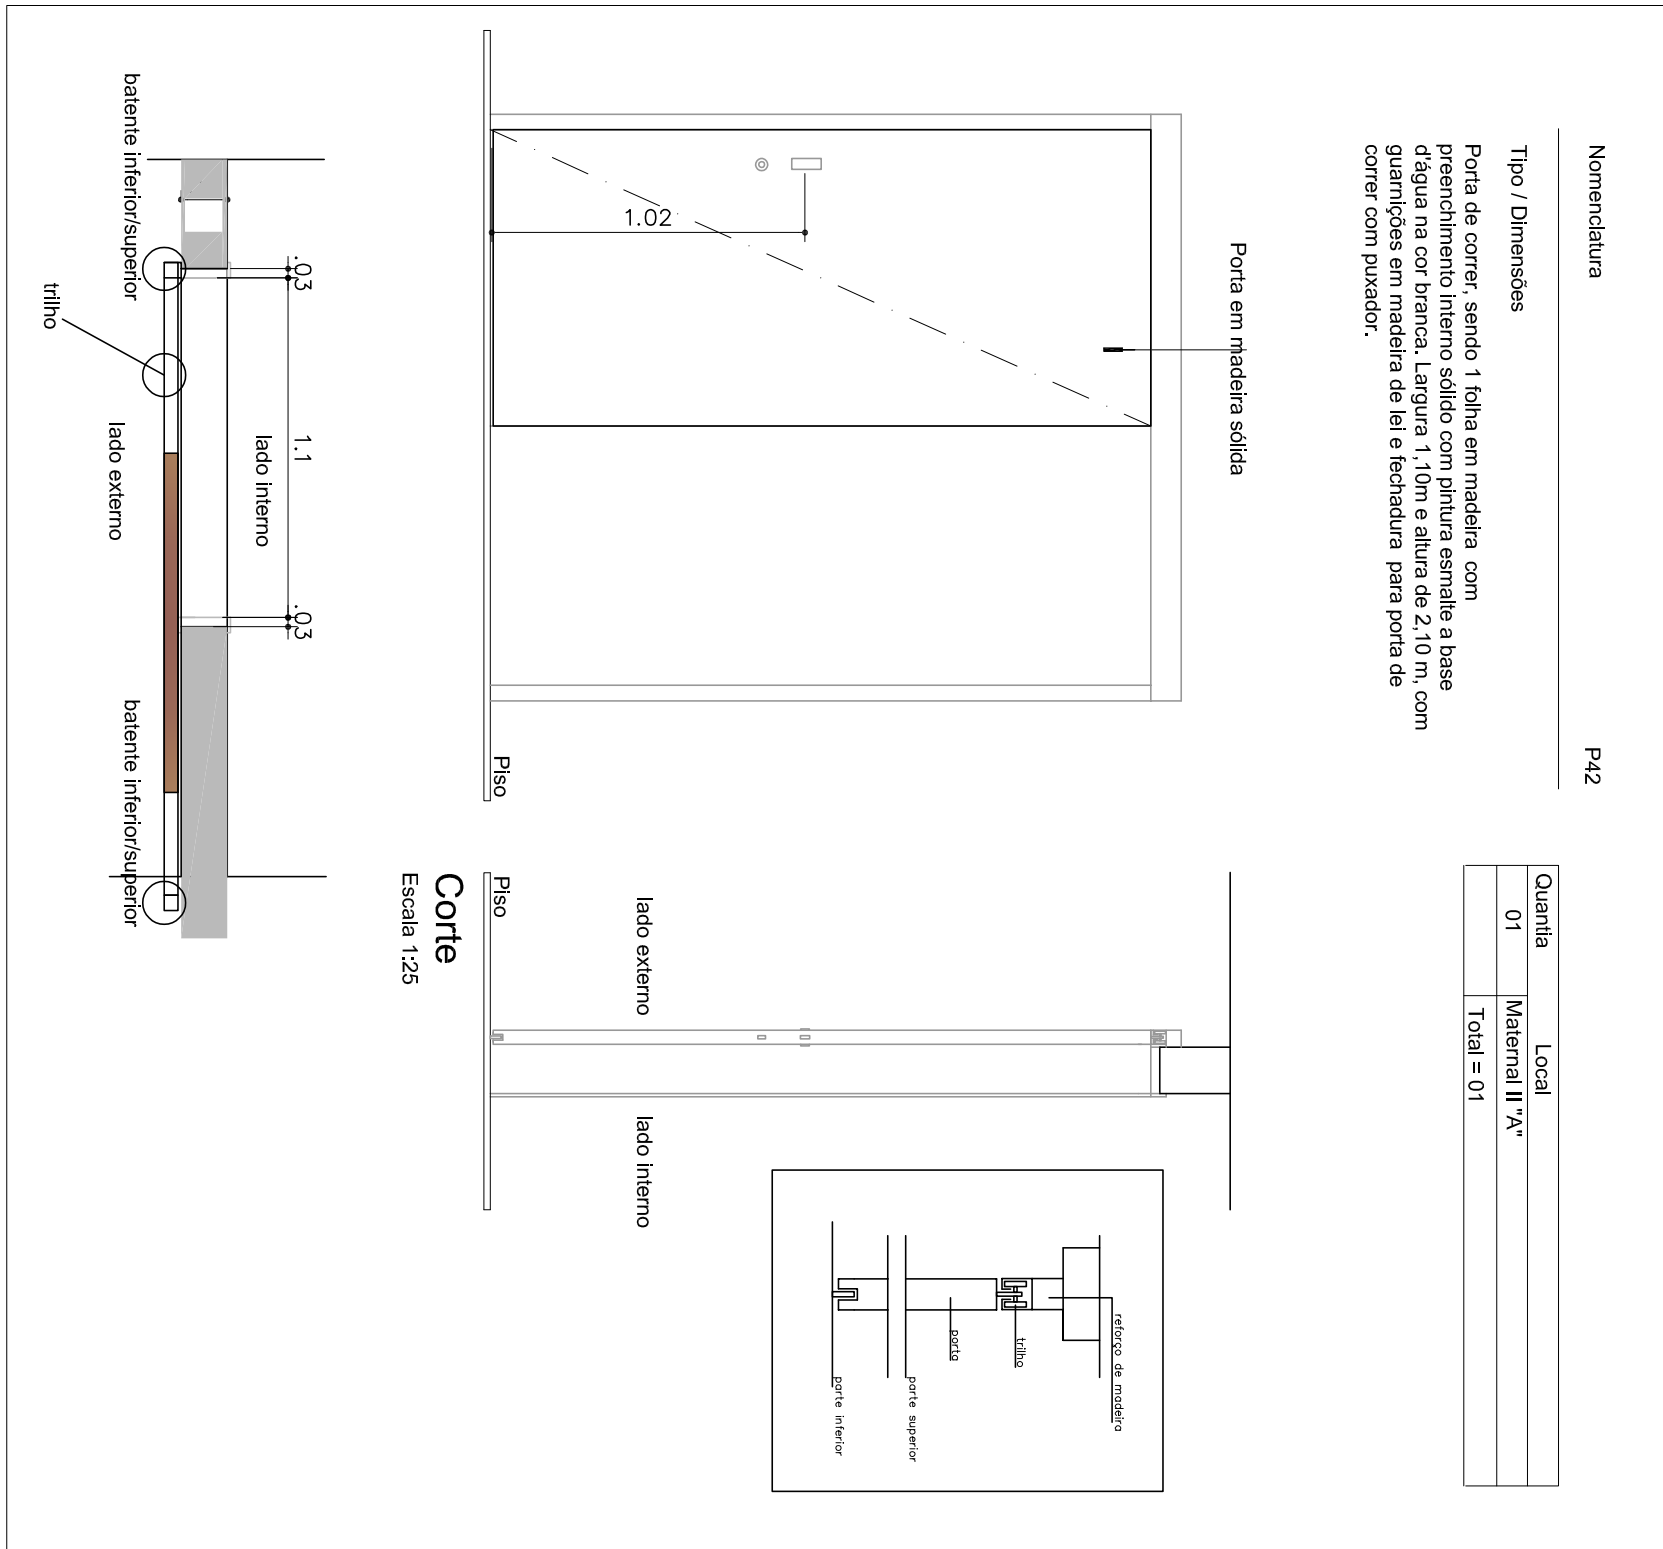 Nomenclatura
P42
Tipo / Dimensões
Porta de correr, sendo 1 folha em madeira com
preenchimento interno sólido com pintura esmalte a base
d'água na cor branca. Largura 1,10m e altura de 2,10 m, com
guarnições em madeira de lei e fechadura para porta de
correr com puxador.
Quantia
Local
01
Maternal II "A"
Total = 01
Porta em madeira sólida
1.02
Piso
lado externo
lado interno
Piso
Corte
Escala 1:25
reforço de madeira
trilho
porta
parte superior
parte inferior
.03
1.1
.03
lado interno
lado externo
batente inferior/superior
batente inferior/superior
trilho